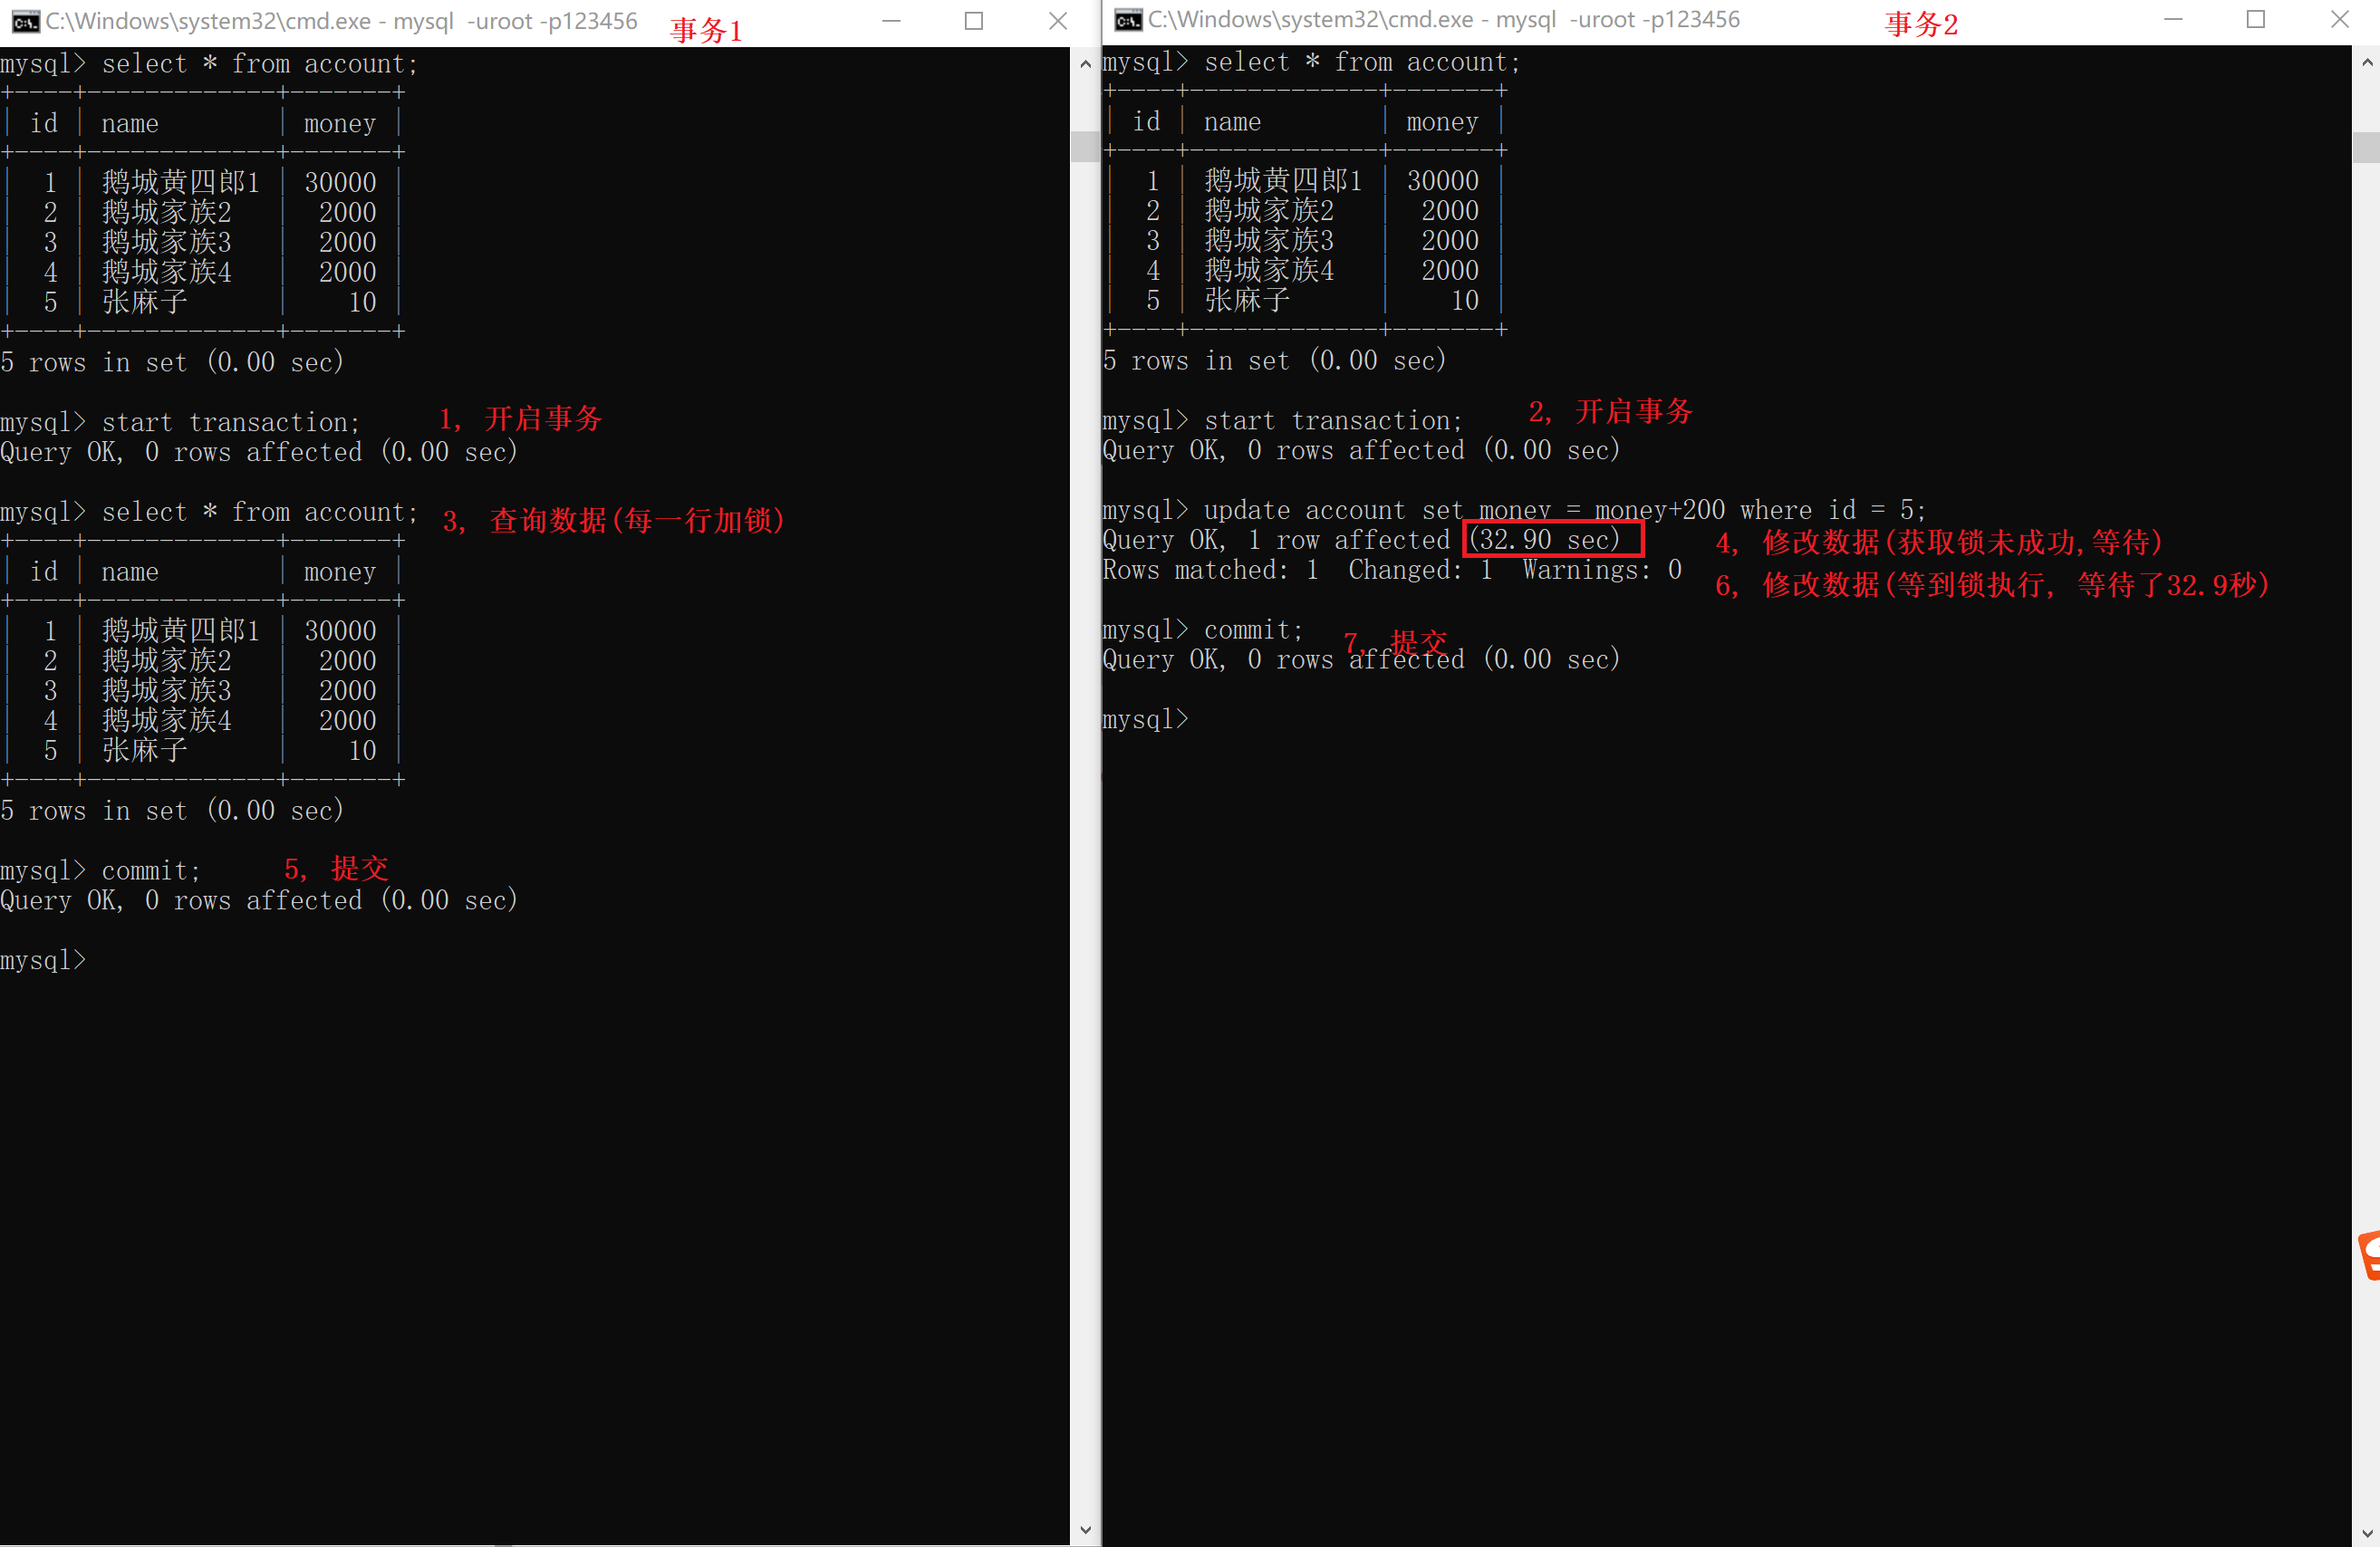 C:\Windows\system32\cmd.exe - mysql  -uroot -p123456 事务1
mysql> select * from account;
+----+-------------+-------+
| id | name        | money |
+----+-------------+-------+
|  1 | 鹅城黄四郎1 | 30000 |
|  2 | 鹅城家族2   |  2000 |
|  3 | 鹅城家族3   |  2000 |
|  4 | 鹅城家族4   |  2000 |
|  5 | 张麻子      |    10 |
+----+-------------+-------+
5 rows in set (0.00 sec)
mysql> start transaction; 1, 开启事务
Query OK, 0 rows affected (0.00 sec)
mysql> select * from account; 3, 查询数据(每一行加锁)
+----+-------------+-------+
| id | name        | money |
+----+-------------+-------+
|  1 | 鹅城黄四郎1 | 30000 |
|  2 | 鹅城家族2   |  2000 |
|  3 | 鹅城家族3   |  2000 |
|  4 | 鹅城家族4   |  2000 |
|  5 | 张麻子      |    10 |
+----+-------------+-------+
5 rows in set (0.00 sec)
mysql> commit; 5, 提交
Query OK, 0 rows affected (0.00 sec)
mysql>
C:\Windows\system32\cmd.exe - mysql  -uroot -p123456 事务2
mysql> select * from account;
+----+-------------+-------+
| id | name        | money |
+----+-------------+-------+
|  1 | 鹅城黄四郎1 | 30000 |
|  2 | 鹅城家族2   |  2000 |
|  3 | 鹅城家族3   |  2000 |
|  4 | 鹅城家族4   |  2000 |
|  5 | 张麻子      |    10 |
+----+-------------+-------+
5 rows in set (0.00 sec)
mysql> start transaction; 2, 开启事务
Query OK, 0 rows affected (0.00 sec)
mysql> update account set money = money+200 where id = 5;
Query OK, 1 row affected (32.90 sec) 4, 修改数据(获取锁未成功,等待)
Rows matched: 1  Changed: 1  Warnings: 0 6, 修改数据(等到锁执行, 等待了32.9秒)
mysql> commit; 7, 提交
Query OK, 0 rows affected (0.00 sec)
mysql>